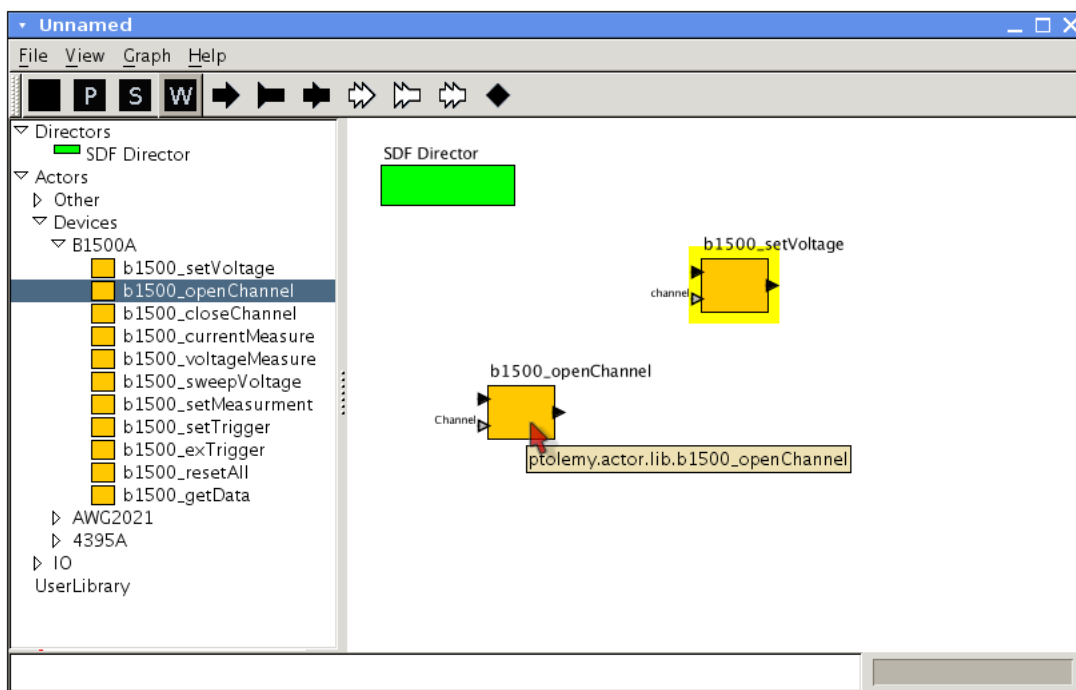 Unnamed
File View Graph Help
P S W
Directors
SDF Director
Actors
Other
Devices
B1500A
b1500_setVoltage
b1500_openChannel
b1500_closeChannel
b1500_currentMeasure
b1500_voltageMeasure
b1500_sweepVoltage
b1500_setMeasurment
b1500_setTrigger
b1500_exTrigger
b1500_resetAll
b1500_getData
AWG2021
4395A
IO
UserLibrary
SDF Director
b1500_setVoltage
channel
b1500_openChannel
Channel
ptolemy.actor.lib.b1500_openChannel